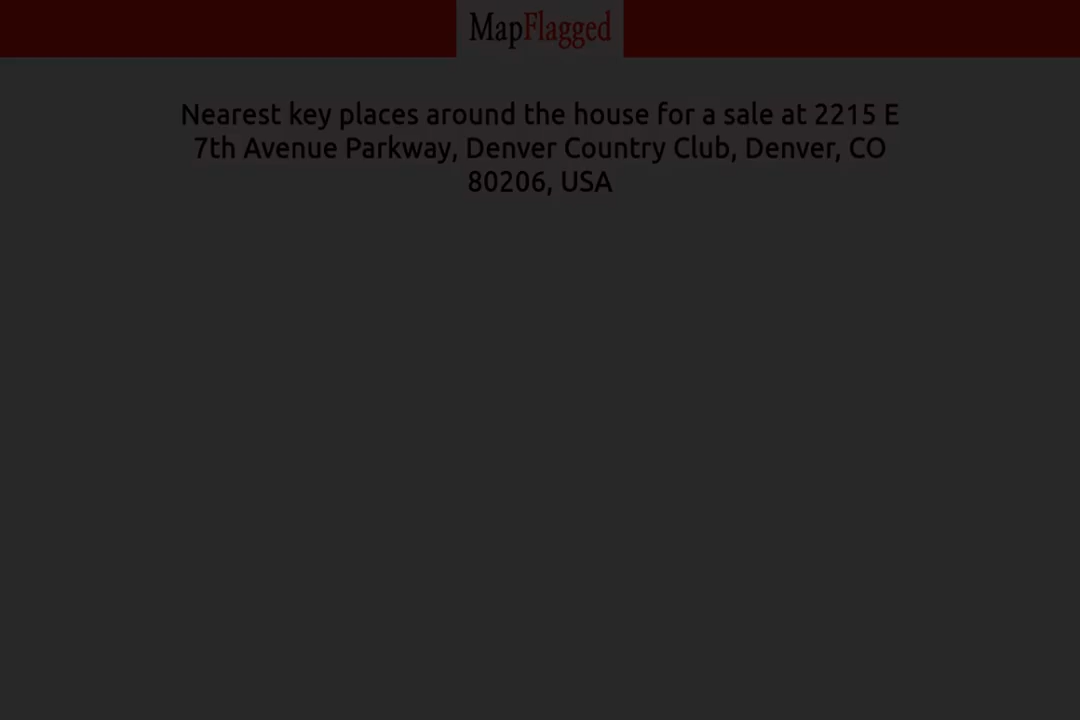 MapFlagged
Nearest key places around the house for a sale at 2215 E
7th Avenue Parkway, Denver Country Club, Denver, CO
80206, USA